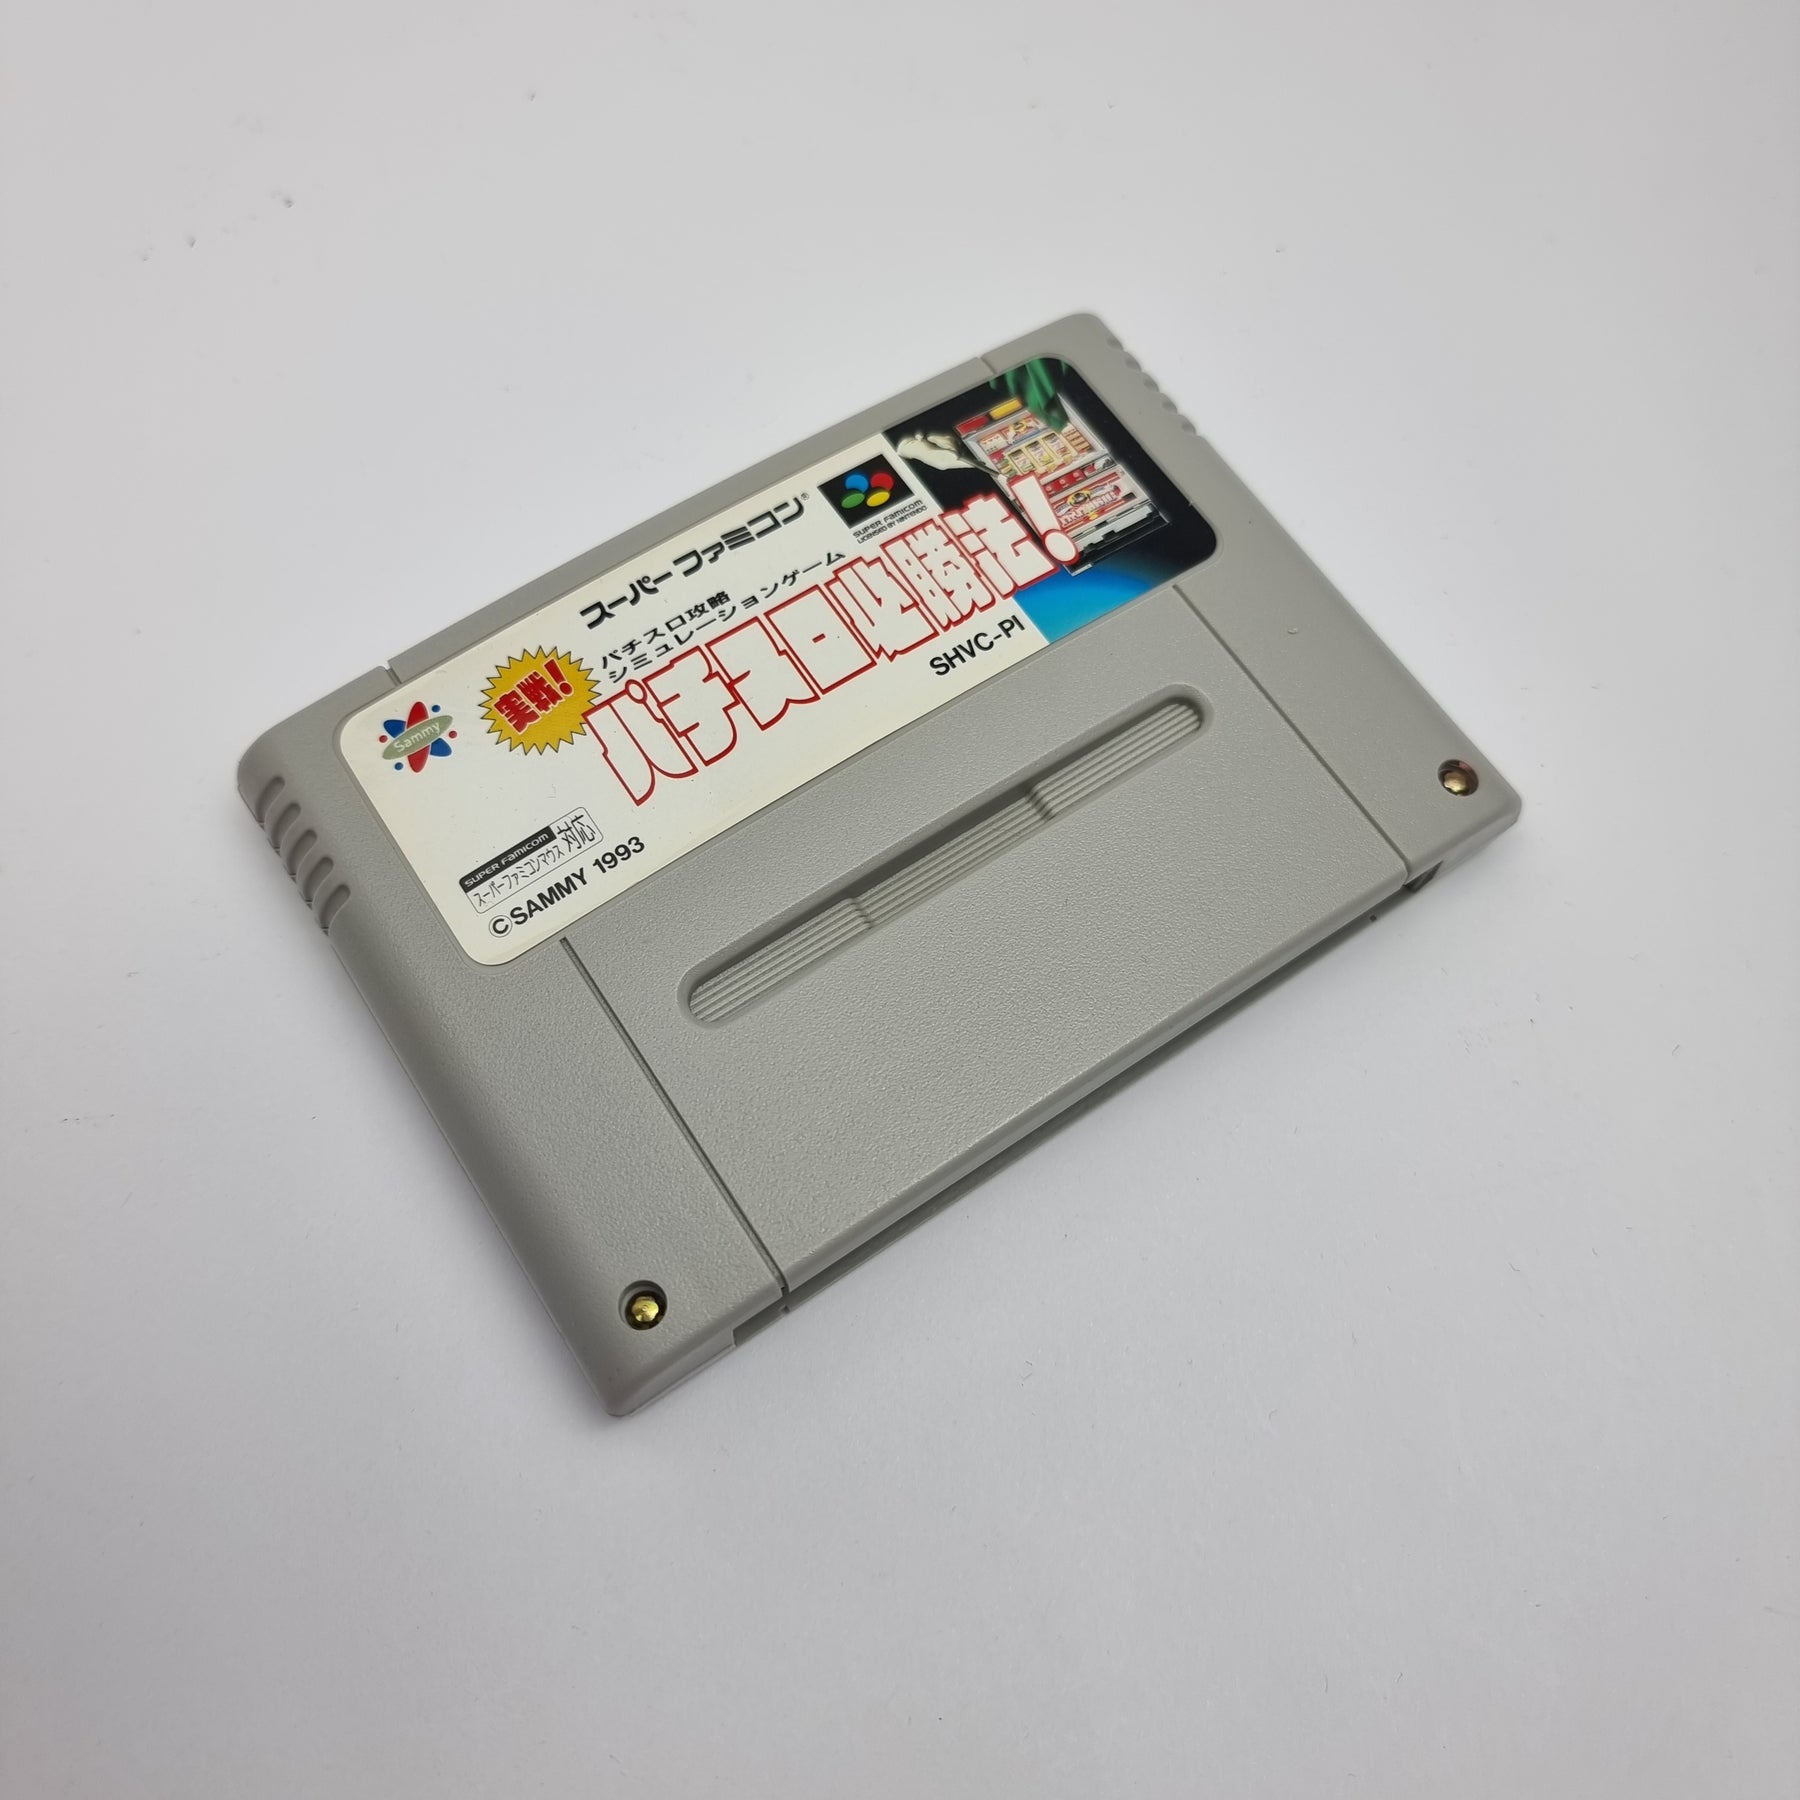 スーパーファミコン®
SUPER FAMICOM
LICENSED BY NINTENDO
パチスロ攻略
シミュレーションゲーム
実戦!
パチスロ必勝法!
SHVC-PI
Sammy
SUPER FAMICOM
スーパーファミコンマウス対応
©SAMMY 1993